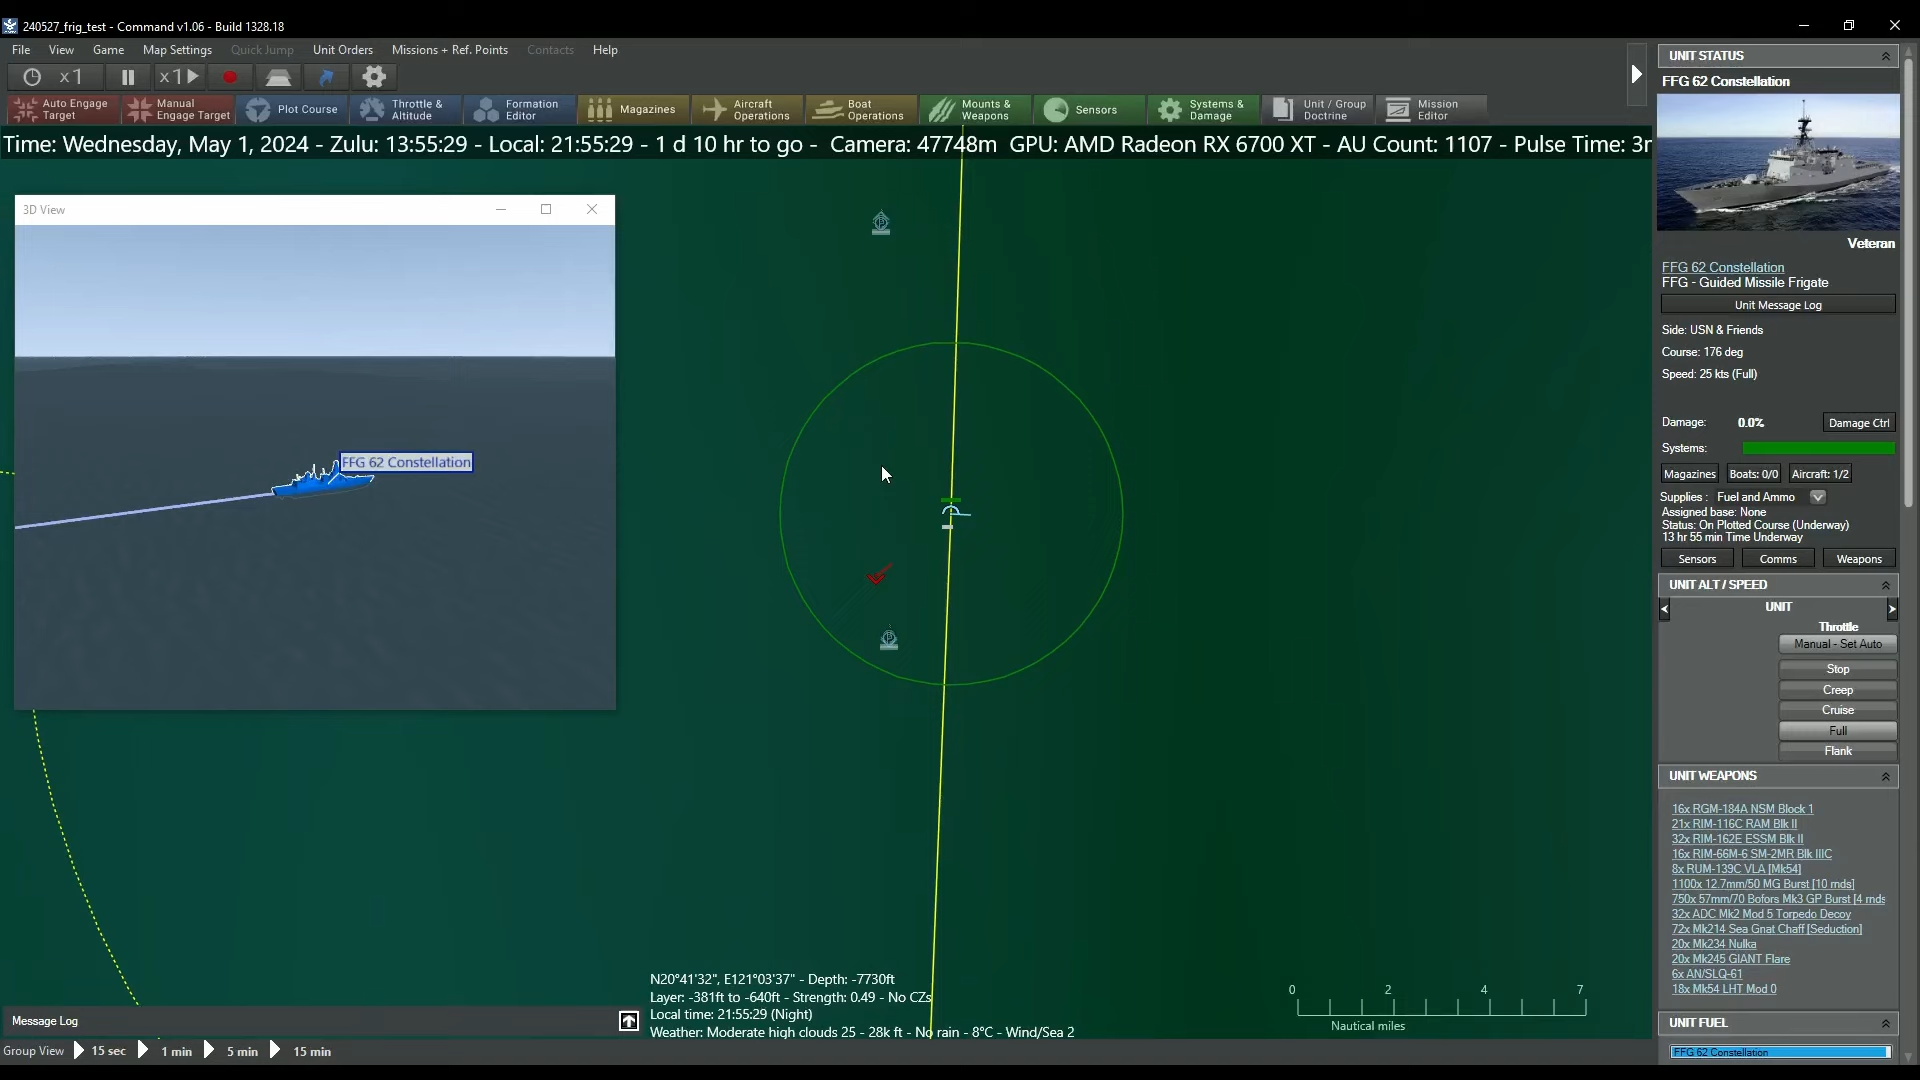 240527_frig_test - Command v1.06 - Build 1328.18
File View Game Map Settings Quick Jump Unit Orders Missions + Ref. Points Contacts Help
x 1 x1
Auto Engage Target
Manual Engage Target
Plot Course
Throttle & Altitude
Formation Editor
Magazines
Aircraft Operations
Boat Operations
Mounts & Weapons
Sensors
Systems & Damage
Unit / Group Doctrine
Mission Editor
Time: Wednesday, May 1, 2024 - Zulu: 13:55:29 - Local: 21:55:29 - 1 d 10 hr to go - Camera: 47748m GPU: AMD Radeon RX 6700 XT - AU Count: 1107 - Pulse Time: 3m
3D View
FFG 62 Constellation
N20°41'32", E121°03'37" - Depth: -7730ft
Layer: -381ft to -640ft - Strength: 0.49 - No CZs
Local time: 21:55:29 (Night)
Weather: Moderate high clouds 25 - 28k ft - No rain - 8°C - Wind/Sea 2
0 2 4 7
Nautical miles
Message Log
Group View 15 sec 1 min 5 min 15 min
UNIT STATUS
FFG 62 Constellation
Veteran
FFG 62 Constellation
FFG - Guided Missile Frigate
Unit Message Log
Side: USN & Friends
Course: 176 deg
Speed: 25 kts (Full)
Damage: 0.0% Damage Ctrl
Systems:
Magazines Boats: 0/0 Aircraft: 1/2
Supplies : Fuel and Ammo
Assigned base: None
Status: On Plotted Course (Underway)
13 hr 55 min Time Underway
Sensors Comms Weapons
UNIT ALT / SPEED
UNIT
Throttle
Manual - Set Auto
Stop
Creep
Cruise
Full
Flank
UNIT WEAPONS
16x RGM-184A NSM Block 1
21x RIM-116C RAM Blk II
32x RIM-162E ESSM Blk II
16x RIM-66M-6 SM-2MR Blk IIIC
8x RUM-139C VLA [Mk54]
1100x 12.7mm/50 MG Burst [10 rnds]
750x 57mm/70 Bofors Mk3 GP Burst [4 rnds
32x ADC Mk2 Mod 5 Torpedo Decoy
72x Mk214 Sea Gnat Chaff [Seduction]
20x Mk234 Nulka
20x Mk245 GIANT Flare
6x AN/SLQ-61
18x Mk54 LHT Mod 0
UNIT FUEL
FFG 62 Constellation